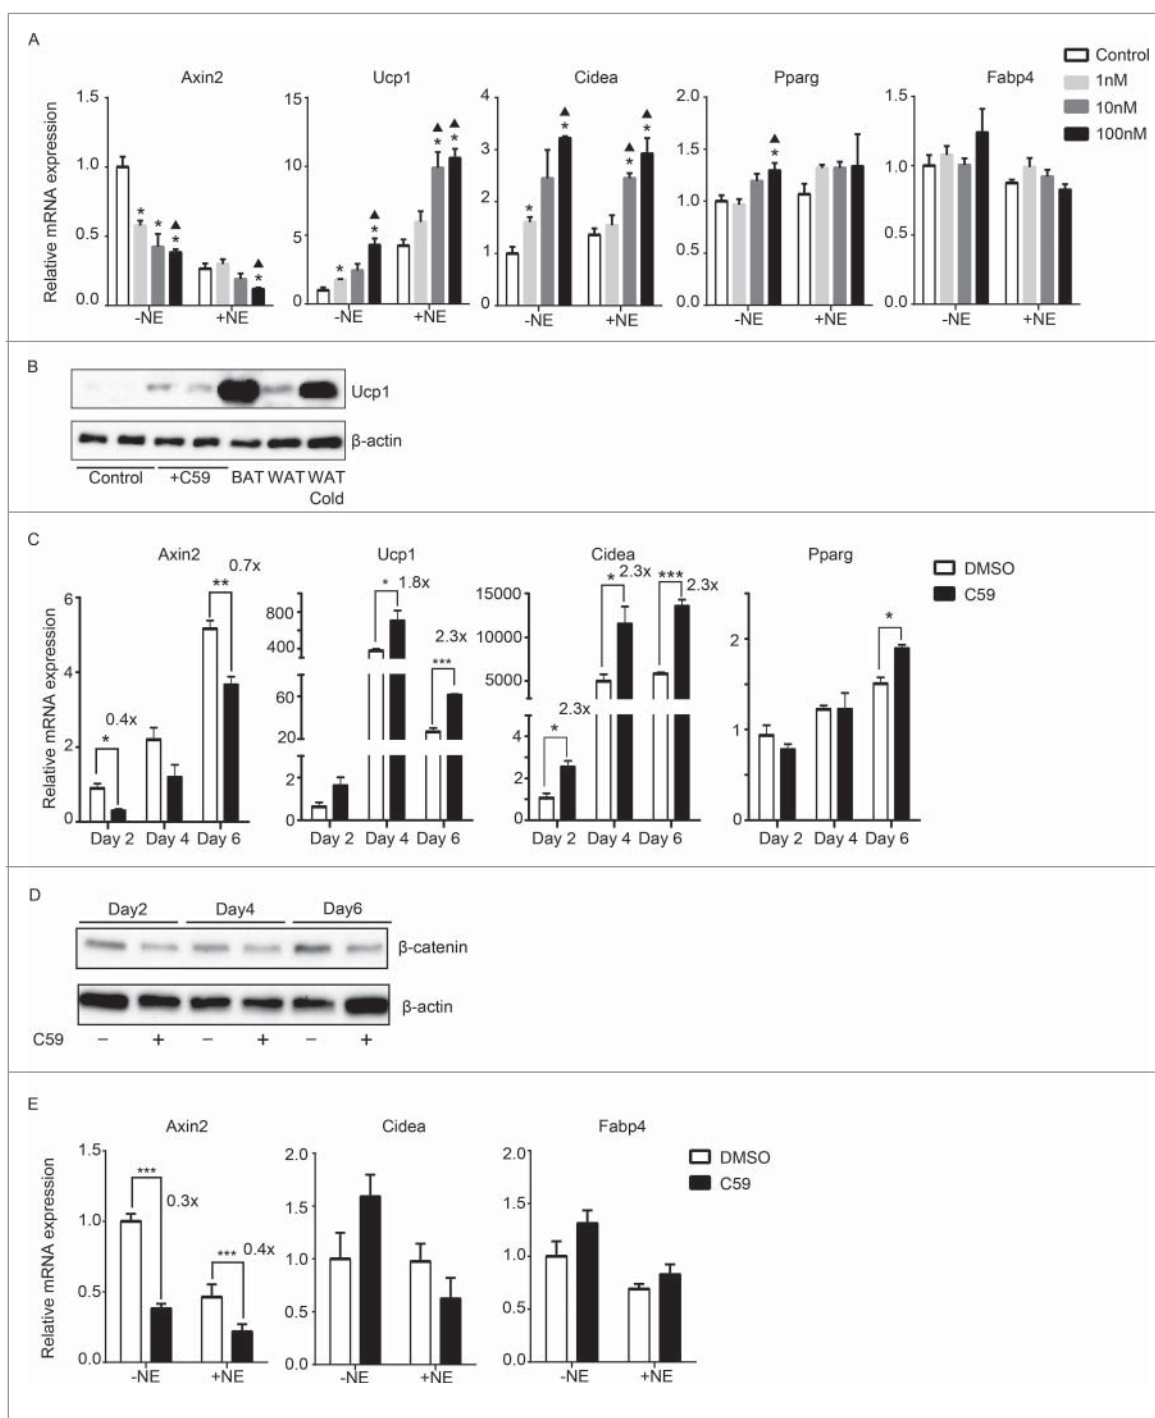 A
Axin2
Ucp1
Cidea
Pparg
Fabp4
Control
1nM
10nM
100nM
Relative mRNA expression
1.5
1.0
0.5
0.0
15
10
5
0
4
3
2
1
0
2.0
1.5
1.0
0.5
0.0
1.5
1.0
0.5
0.0
* * ▲* ▲*
* ▲* ▲* ▲*
* ▲* ▲* ▲*
▲*
-NE +NE
-NE +NE
-NE +NE
-NE +NE
-NE +NE
B
Ucp1
β-actin
Control +C59 BAT WAT WAT
Cold
C
Axin2
Ucp1
Cidea
Pparg
DMSO
C59
Relative mRNA expression
6
4
2
0
* 0.4x
** 0.7x
800
400
60
20
2
0
* 1.8x
*** 2.3x
15000
10000
5000
4
2
0
* 2.3x
* 2.3x
*** 2.3x
2
1
0
*
Day 2 Day 4 Day 6
Day 2 Day 4 Day 6
Day 2 Day 4 Day 6
Day 2 Day 4 Day 6
D
Day2 Day4 Day6
β-catenin
β-actin
C59 − + − + − +
E
Axin2
Cidea
Fabp4
DMSO
C59
Relative mRNA expression
1.5
1.0
0.5
0.0
*** 0.3x
*** 0.4x
2.0
1.5
1.0
0.5
0.0
2.0
1.5
1.0
0.5
0.0
-NE +NE
-NE +NE
-NE +NE